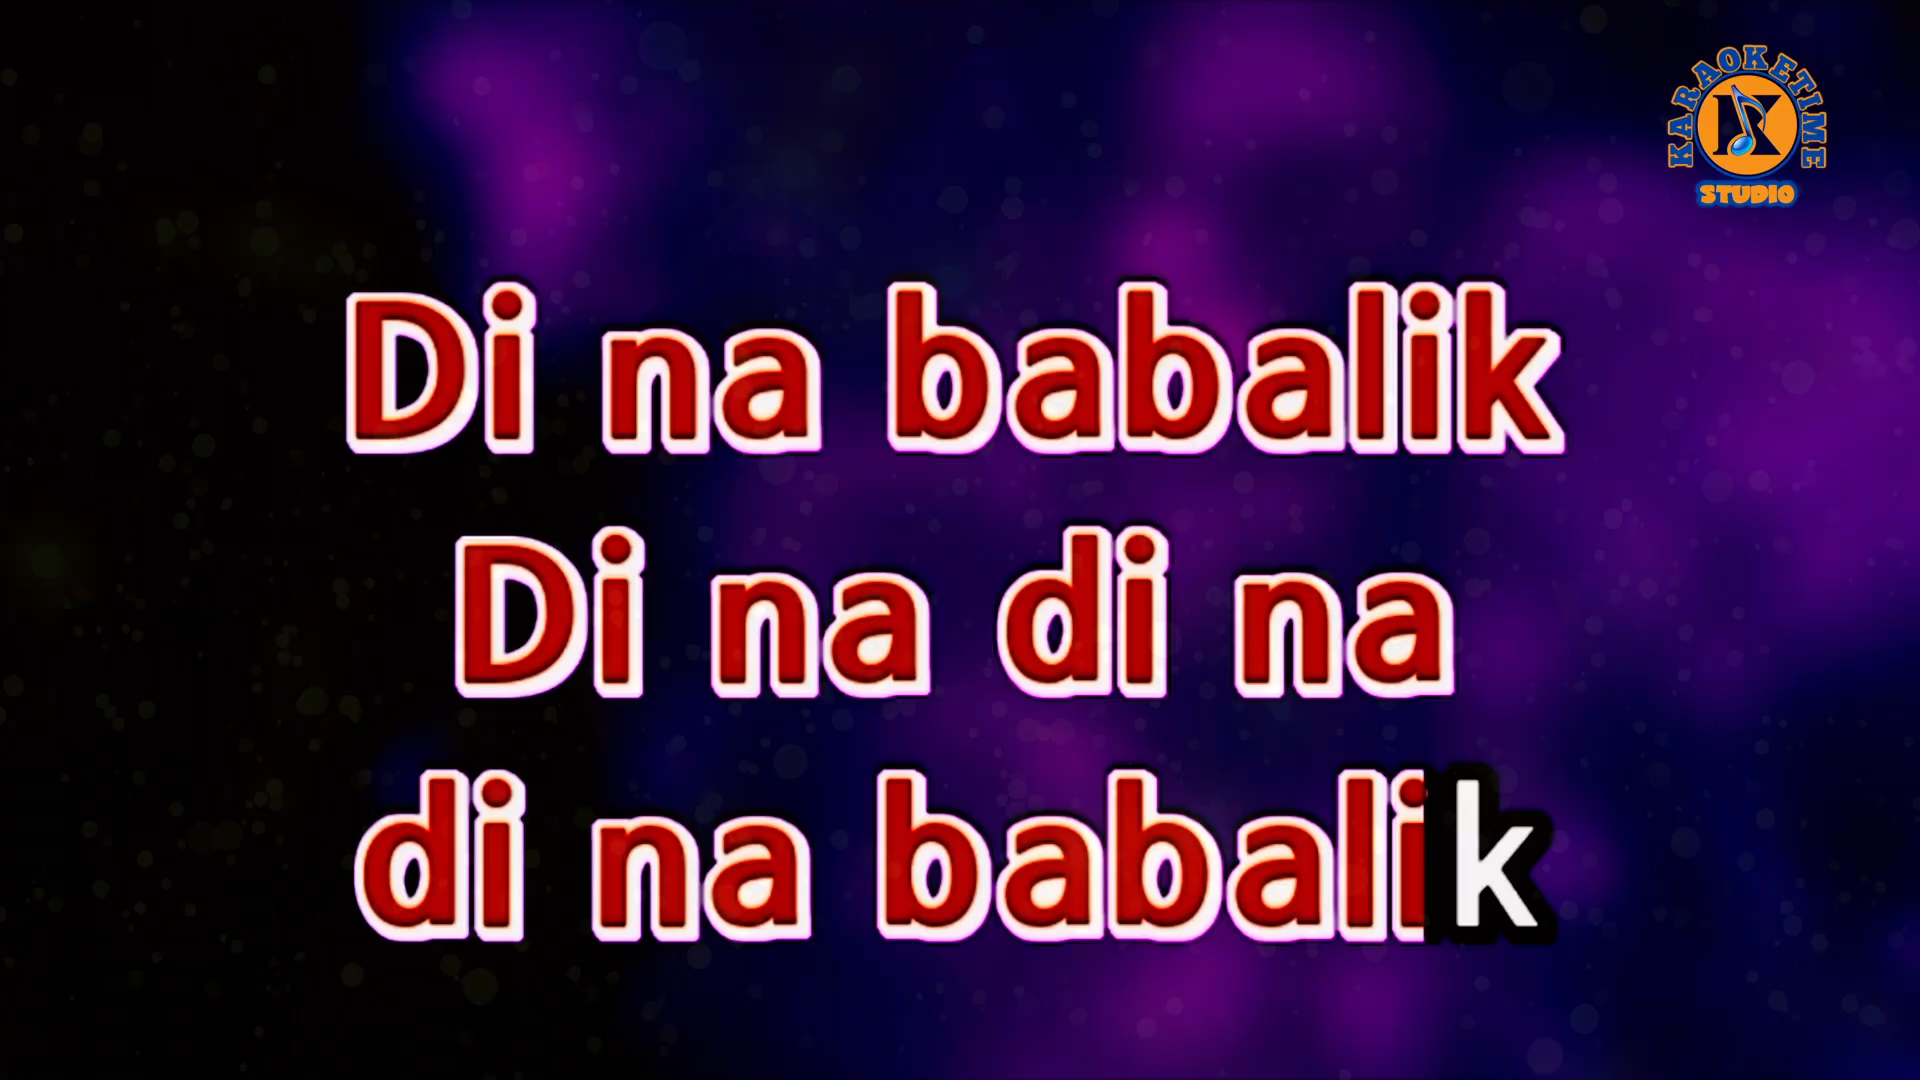 KARAOKETIME
K
STUDIO
Di na babalik
Di na di na
di na babalik